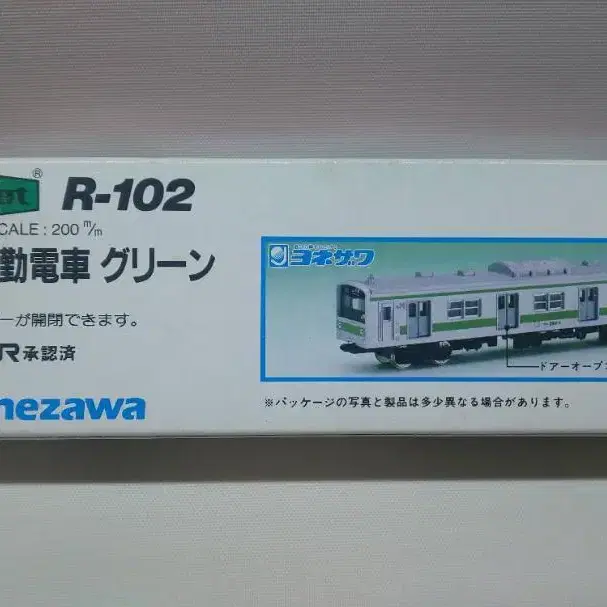 et® R-102
CALE : 200 m/m
勤電車 グリーン
ーが開閉できます。
R 承認済
nezawa
ヨネザワ
ドアーオープン
※パッケージの写真と製品は多少異なる場合があります。